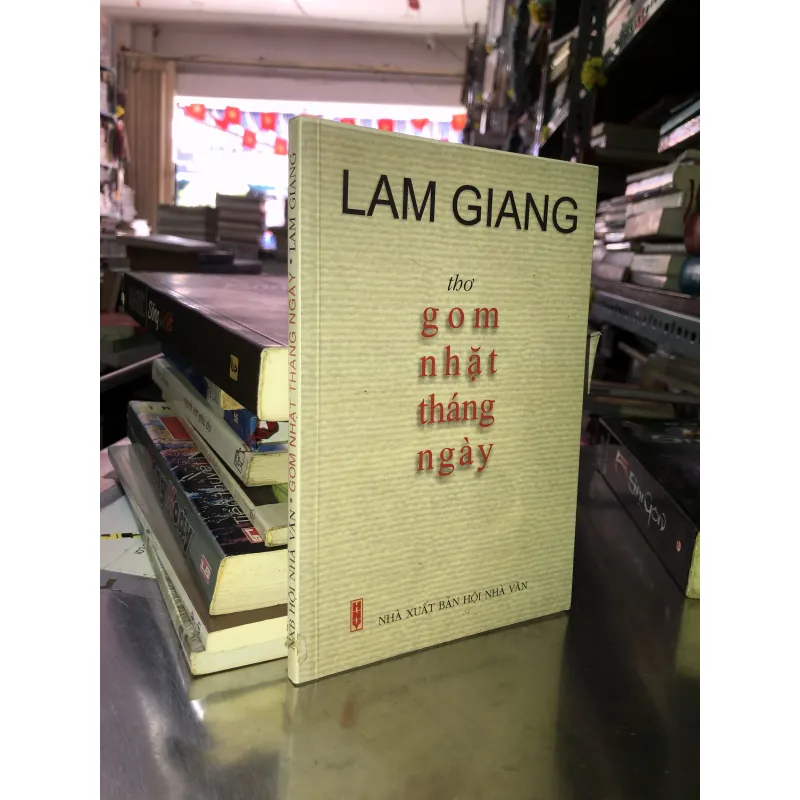 LAM GIANG
thơ
gom
nhặt
tháng
ngày
NHÀ XUẤT BẢN HỘI NHÀ VĂN
NXB HỘI NHÀ VĂN * GOM NHẶT THÁNG NGÀY * LAM GIANG